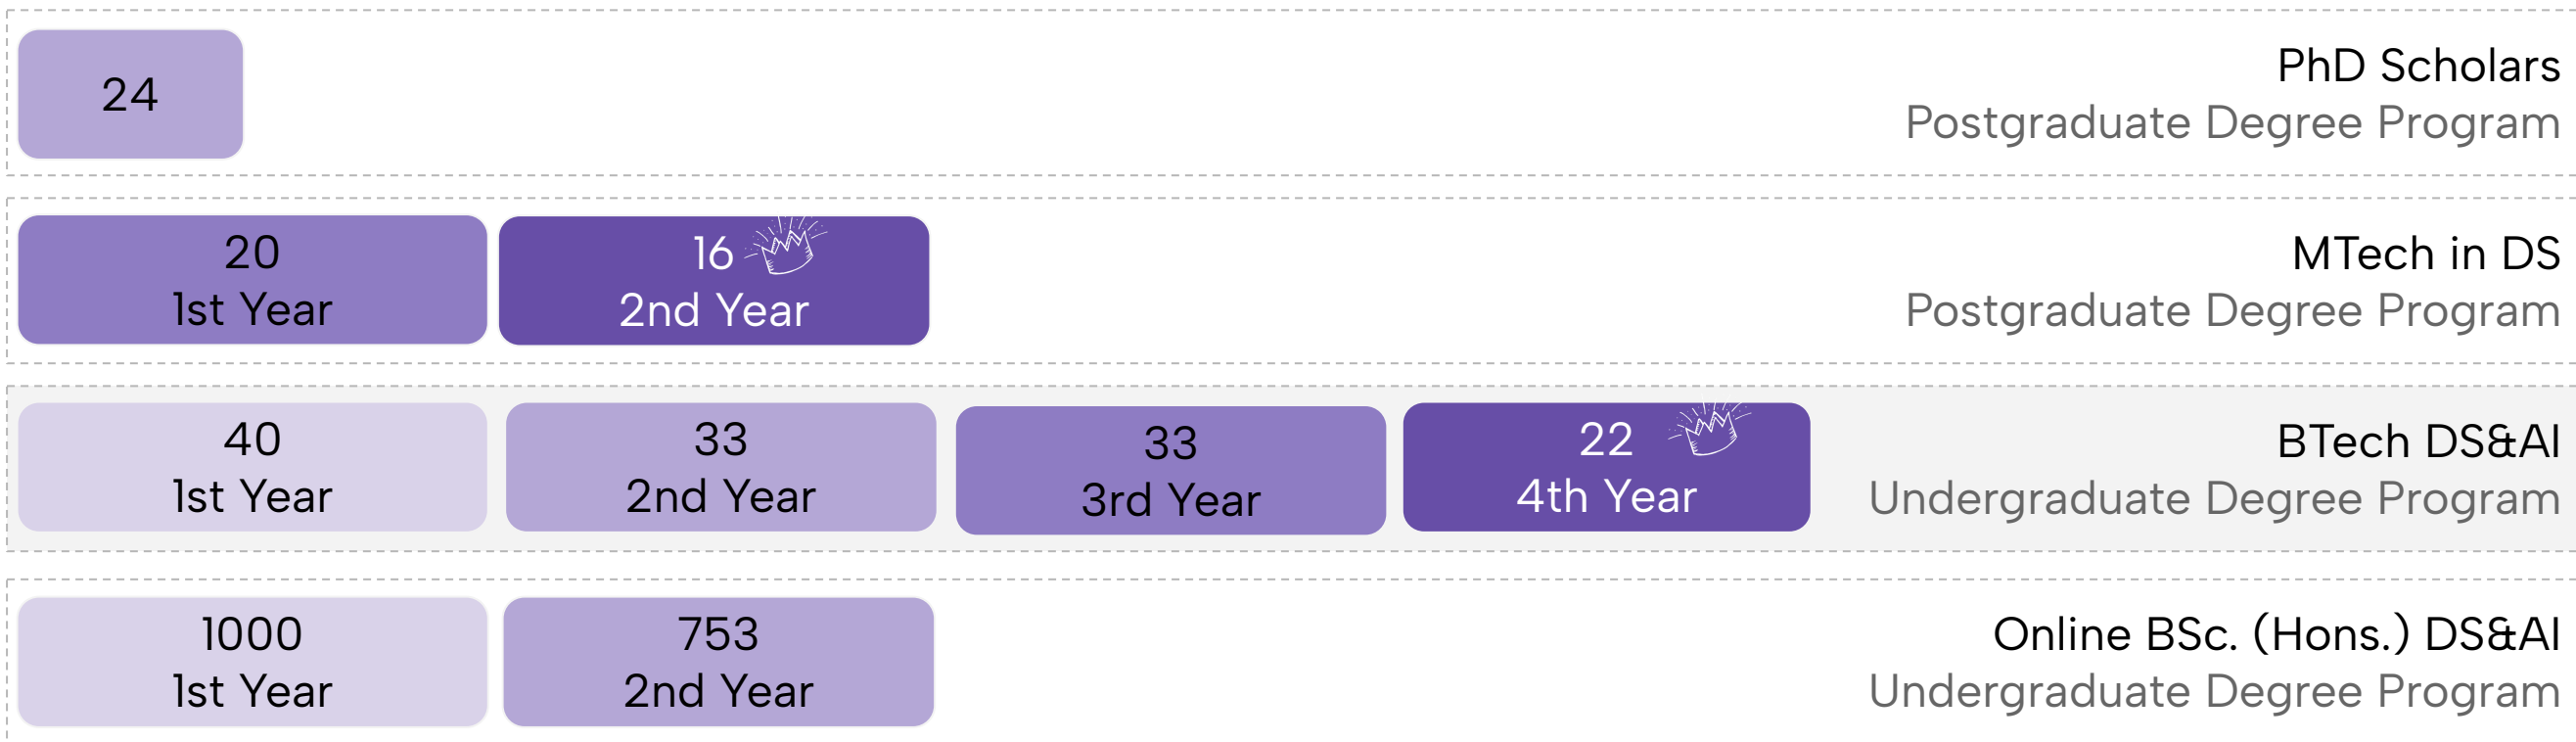 24
PhD Scholars
Postgraduate Degree Program
20
1st Year
16
2nd Year
MTech in DS
Postgraduate Degree Program
40
1st Year
33
2nd Year
33
3rd Year
22
4th Year
BTech DS&AI
Undergraduate Degree Program
1000
1st Year
753
2nd Year
Online BSc. (Hons.) DS&AI
Undergraduate Degree Program